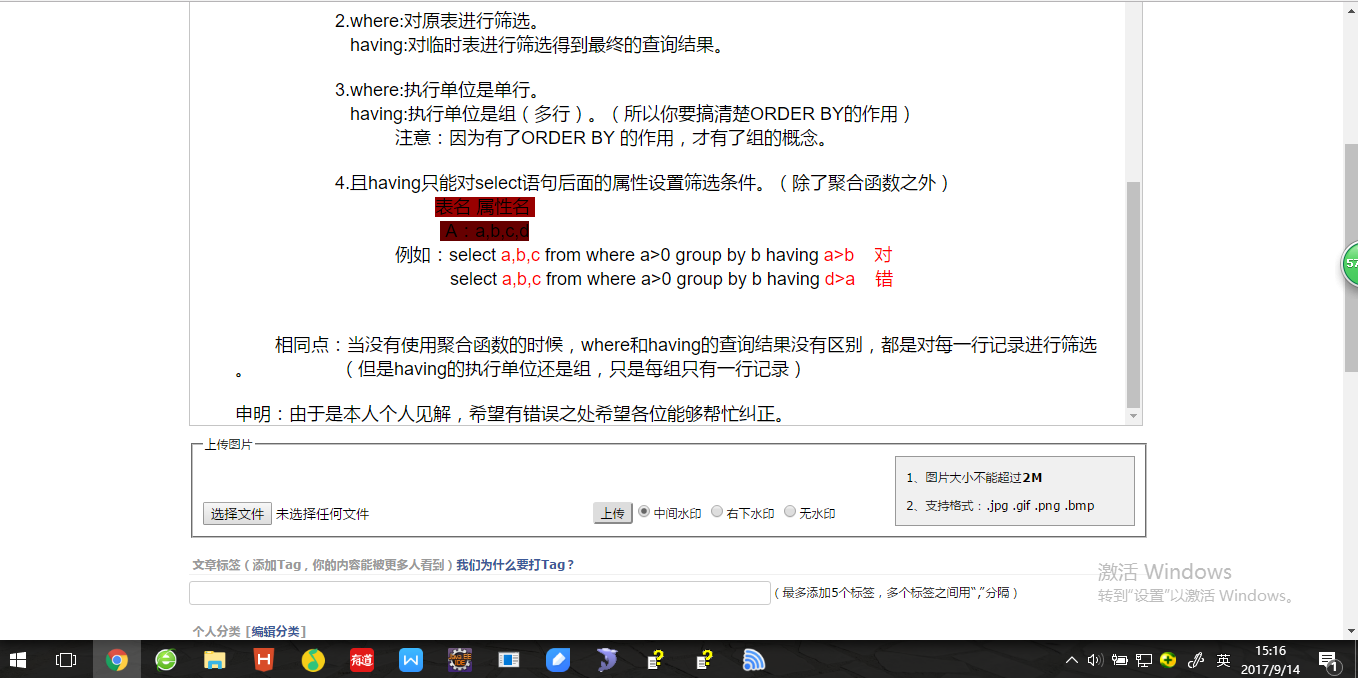 2.where:对原表进行筛选。
having:对临时表进行筛选得到最终的查询结果。
3.where:执行单位是单行。
having:执行单位是组（多行）。（所以你要搞清楚ORDER BY的作用）
注意：因为有了ORDER BY 的作用，才有了组的概念。
4.且having只能对select语句后面的属性设置筛选条件。（除了聚合函数之外）
表名 属性名
A：a,b,c,d
例如：select a,b,c from where a>0 group by b having a>b 对
select a,b,c from where a>0 group by b having d>a 错
相同点：当没有使用聚合函数的时候，where和having的查询结果没有区别，都是对每一行记录进行筛选
。 （但是having的执行单位还是组，只是每组只有一行记录）
申明：由于是本人个人见解，希望有错误之处希望各位能够帮忙纠正。
上传图片
1、图片大小不能超过2M
2、支持格式：.jpg .gif .png .bmp
选择文件 未选择任何文件 上传 中间水印 右下水印 无水印
文章标签（添加Tag，你的内容能被更多人看到）我们为什么要打Tag？
（最多添加5个标签，多个标签之间用“,”分隔）
激活 Windows
转到“设置”以激活 Windows。
个人分类 [编辑分类]
57
H 有道 W JAVA EE IDE
英
15:16
2017/9/14
1